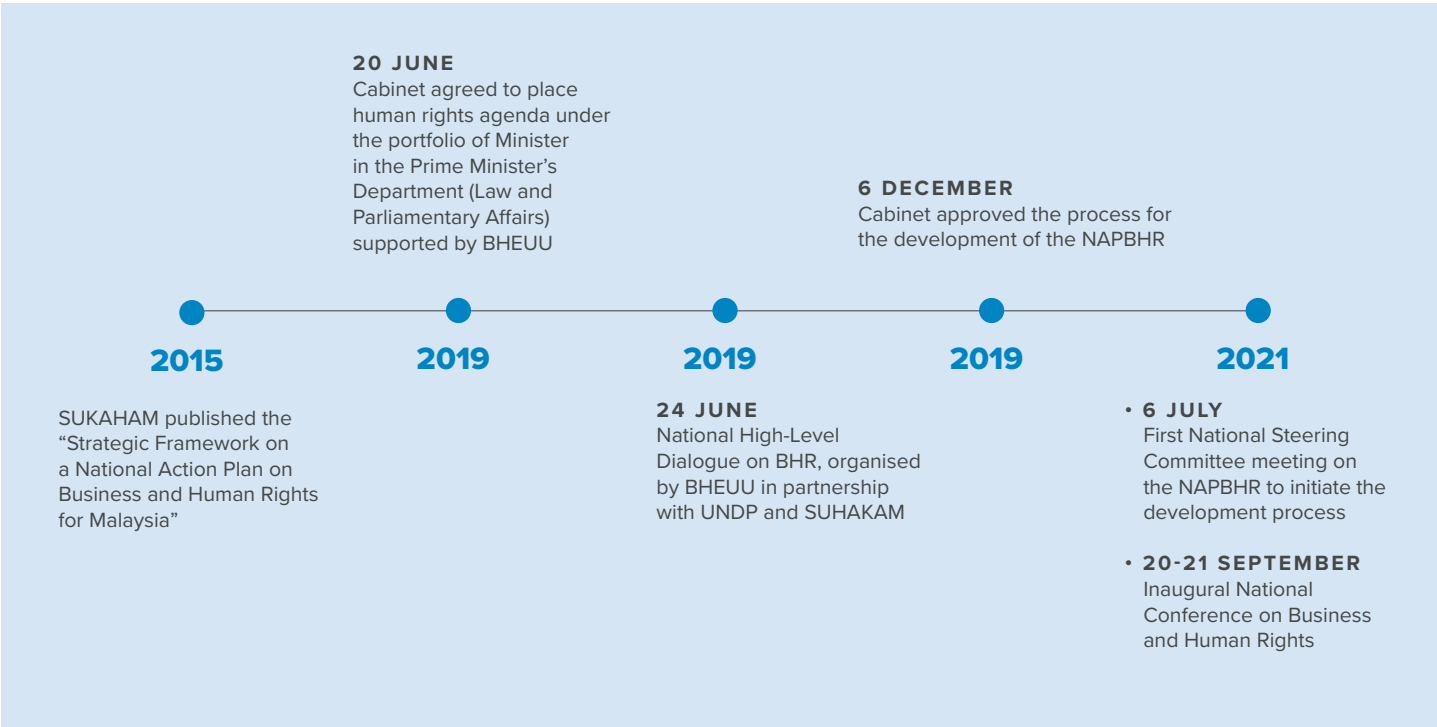 2015
SUKAHAM published the
“Strategic Framework on
a National Action Plan on
Business and Human Rights
for Malaysia”
20 JUNE
Cabinet agreed to place
human rights agenda under
the portfolio of Minister
in the Prime Minister’s
Department (Law and
Parliamentary Affairs)
supported by BHEUU
2019
2019
24 JUNE
National High-Level
Dialogue on BHR, organised
by BHEUU in partnership
with UNDP and SUHAKAM
6 DECEMBER
Cabinet approved the process for
the development of the NAPBHR
2019
2021
• 6 JULY
First National Steering
Committee meeting on
the NAPBHR to initiate the
development process
• 20-21 SEPTEMBER
Inaugural National
Conference on Business
and Human Rights